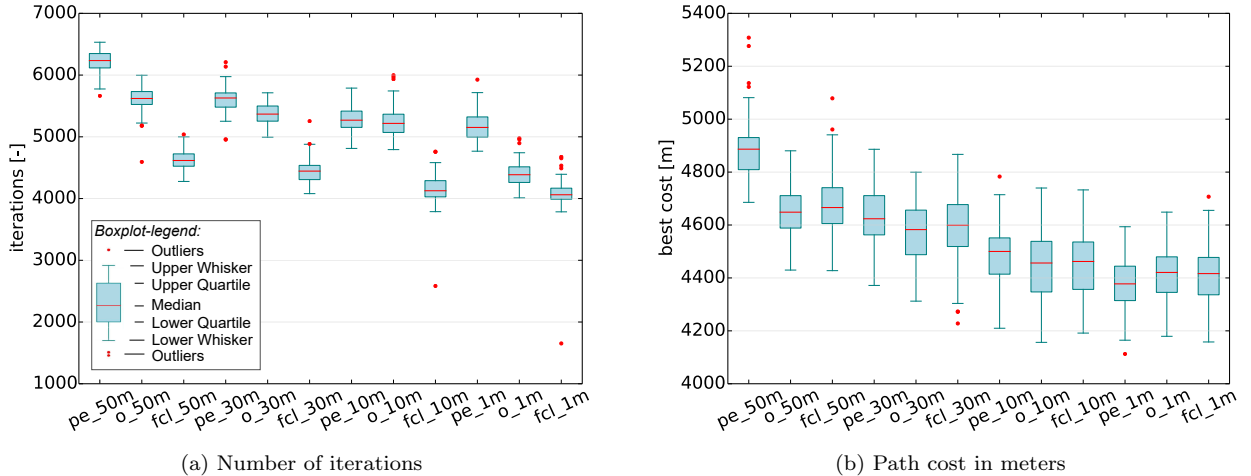 iterations [-]
7000
6000
5000
4000
3000
2000
1000
Boxplot-legend:
Outliers
Upper Whisker
Upper Quartile
Median
Lower Quartile
Lower Whisker
Outliers
pe_50m o_50m fcl_50m pe_30m o_30m fcl_30m pe_10m o_10m fcl_10m pe_1m o_1m fcl_1m
(a) Number of iterations
best cost [m]
5400
5200
5000
4800
4600
4400
4200
4000
pe_50m o_50m fcl_50m pe_30m o_30m fcl_30m pe_10m o_10m fcl_10m pe_1m o_1m fcl_1m
(b) Path cost in meters